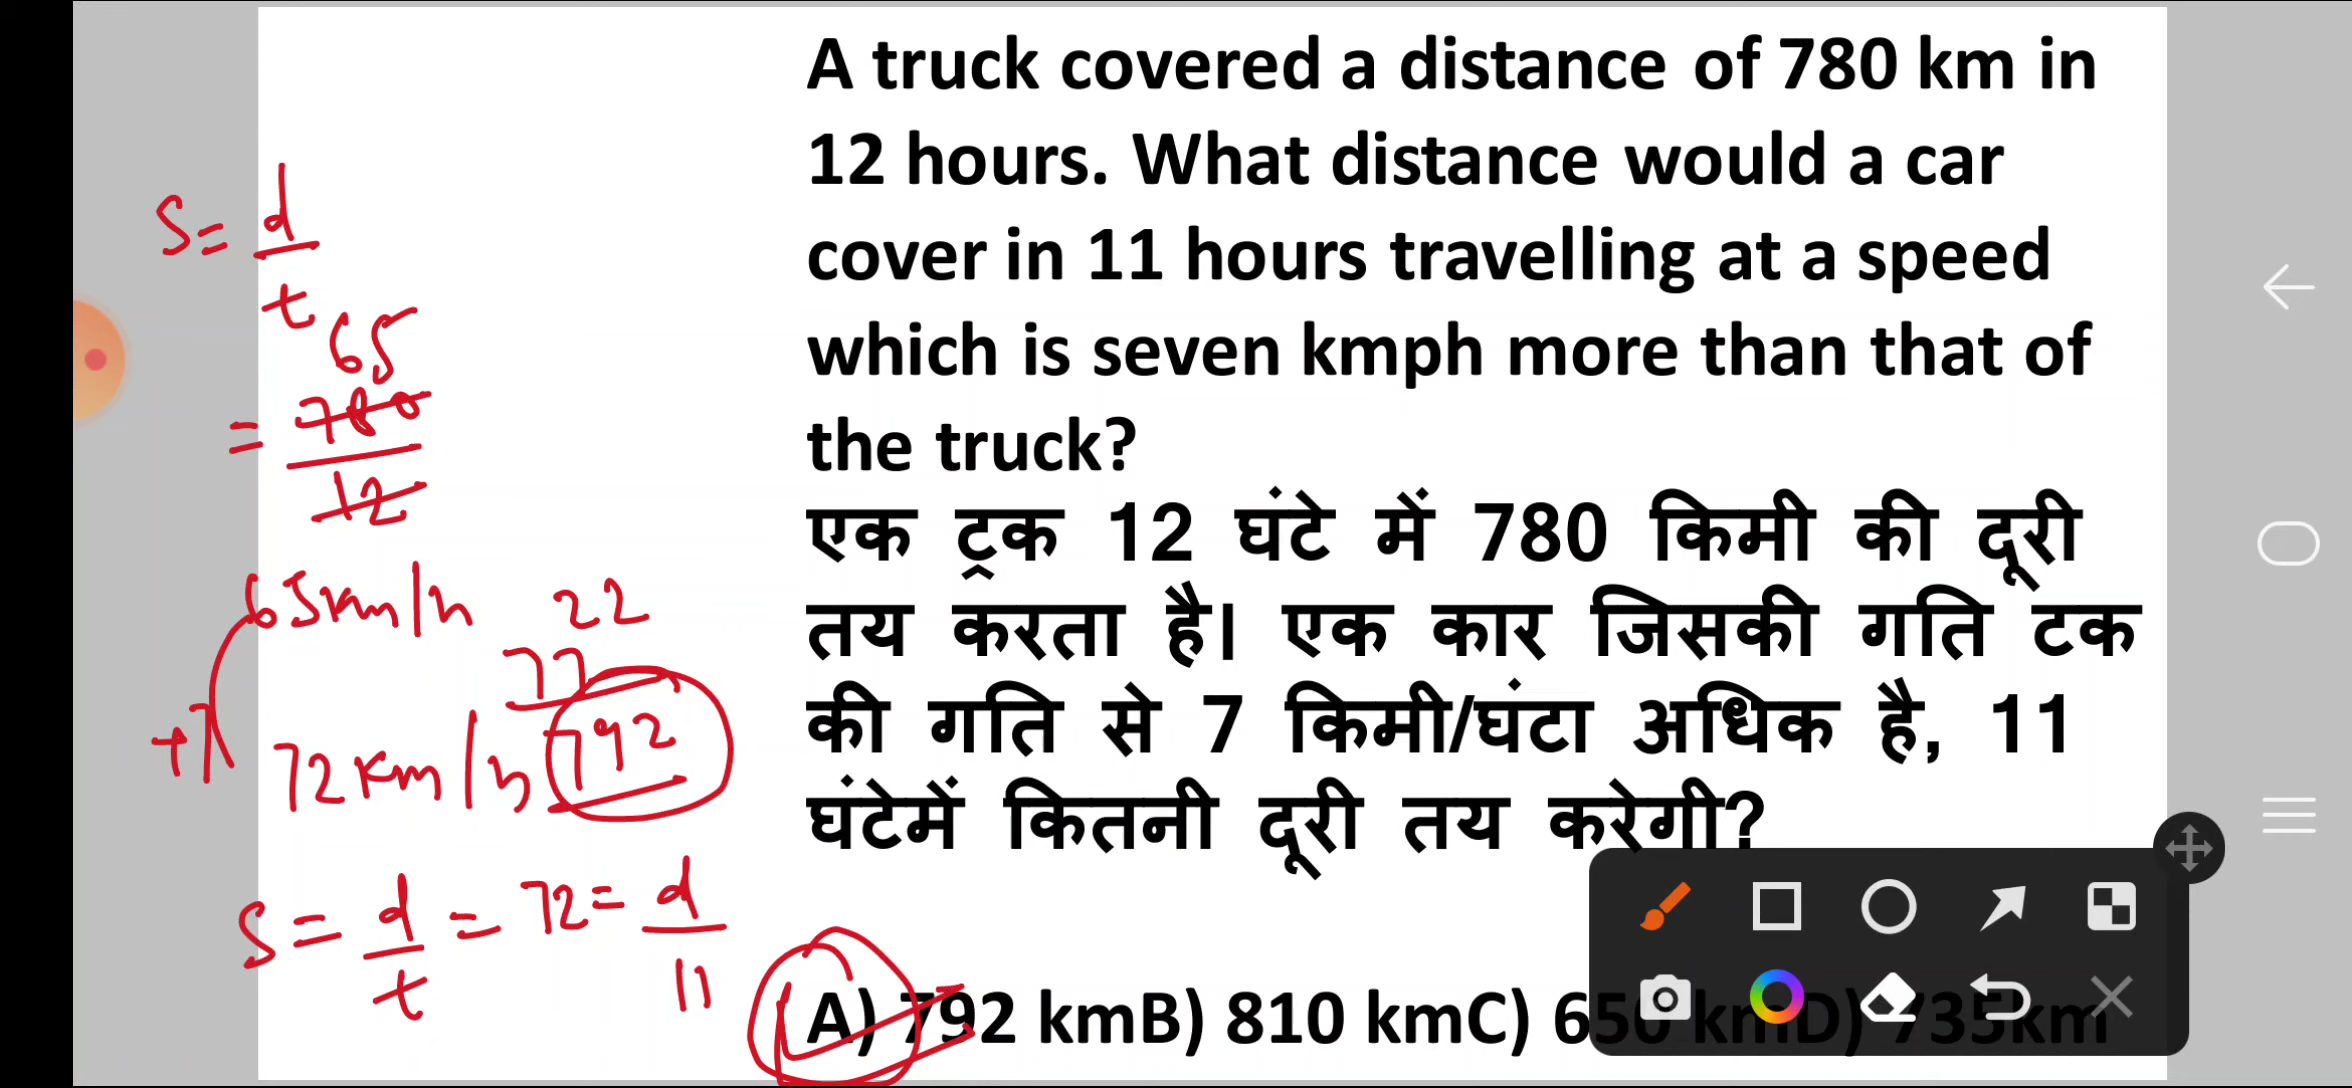 A truck covered a distance of 780 km in
12 hours. What distance would a car
cover in 11 hours travelling at a speed
which is seven kmph more than that of
the truck?
एक ट्रक 12 घंटे में 780 किमी की दूरी
तय करता है। एक कार जिसकी गति टक
की गति से 7 किमी/घंटा अधिक है, 11
घंटेमें कितनी दूरी तय करेगी?
A) 792 kmB) 810 kmC) 650 kmD) 735km
S= d
t
65
= 780
12
65km/h
22
77
+7
72Km/h
792
S = d = 72 = d
t 11